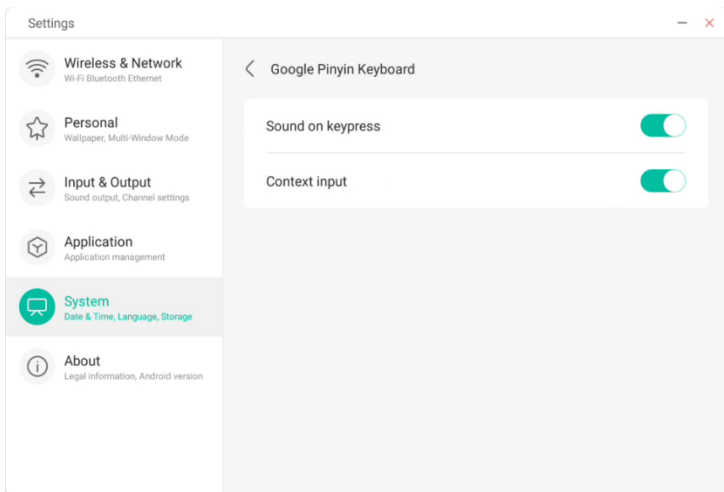 Settings
Wireless & Network
Wi-Fi Bluetooth Ethernet
Personal
Wallpaper, Multi-Window Mode
Input & Output
Sound output, Channel settings
Application
Application management
System
Date & Time, Language, Storage
About
Legal information, Android version
Google Pinyin Keyboard
Sound on keypress
Context input